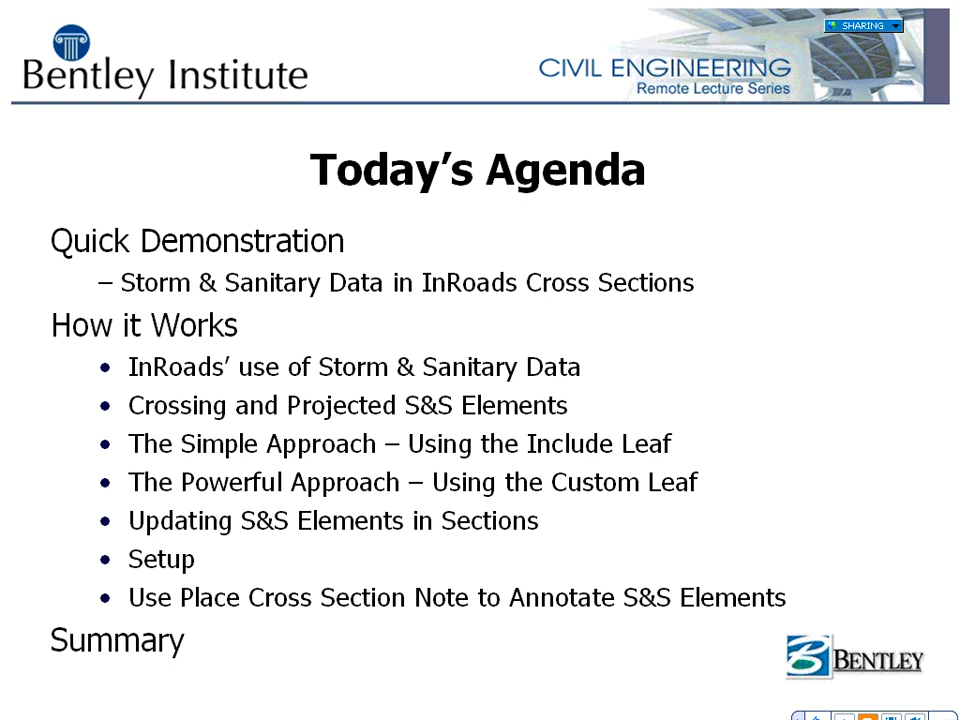 Bentley Institute
CIVIL ENGINEERING
Remote Lecture Series
SHARING
Today’s Agenda
Quick Demonstration
– Storm & Sanitary Data in InRoads Cross Sections
How it Works
• InRoads’ use of Storm & Sanitary Data
• Crossing and Projected S&S Elements
• The Simple Approach – Using the Include Leaf
• The Powerful Approach – Using the Custom Leaf
• Updating S&S Elements in Sections
• Setup
• Use Place Cross Section Note to Annotate S&S Elements
Summary
BENTLEY